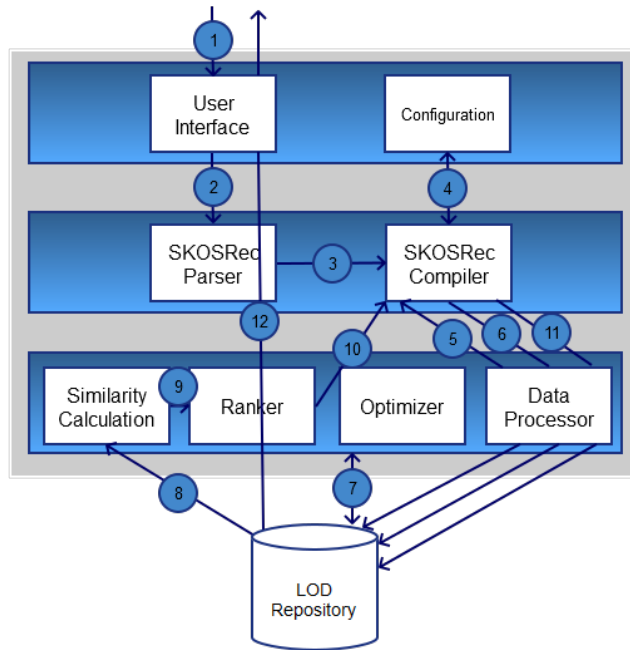 1
User
Interface
Configuration
2
4
SKOSRec
Parser
3
SKOSRec
Compiler
12
10
5
6
11
Similarity
Calculation
9
Ranker
Optimizer
Data
Processor
8
7
LOD
Repository